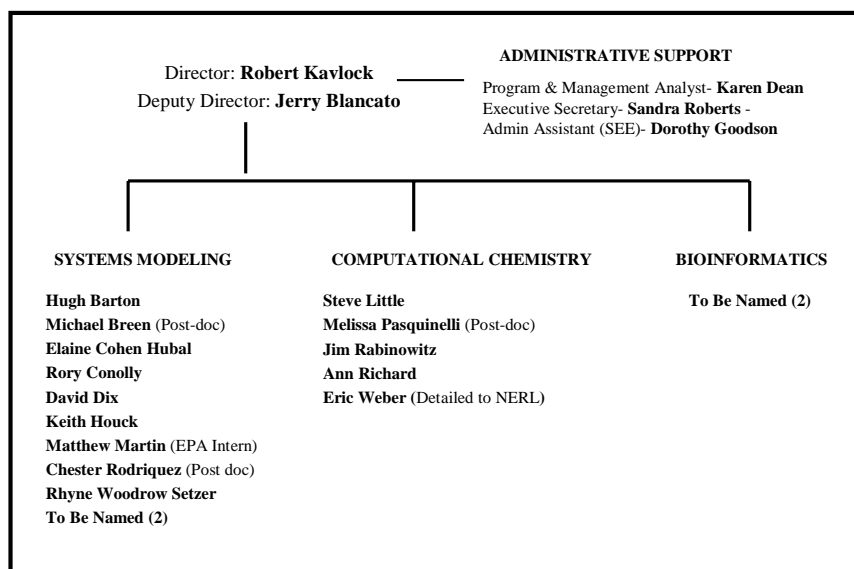 Director: Robert Kavlock
Deputy Director: Jerry Blancato
ADMINISTRATIVE SUPPORT
Program & Management Analyst- Karen Dean
Executive Secretary- Sandra Roberts -
Admin Assistant (SEE)- Dorothy Goodson
SYSTEMS MODELING
Hugh Barton
Michael Breen (Post-doc)
Elaine Cohen Hubal
Rory Conolly
David Dix
Keith Houck
Matthew Martin (EPA Intern)
Chester Rodriquez (Post doc)
Rhyne Woodrow Setzer
To Be Named (2)
COMPUTATIONAL CHEMISTRY
Steve Little
Melissa Pasquinelli (Post-doc)
Jim Rabinowitz
Ann Richard
Eric Weber (Detailed to NERL)
BIOINFORMATICS
To Be Named (2)